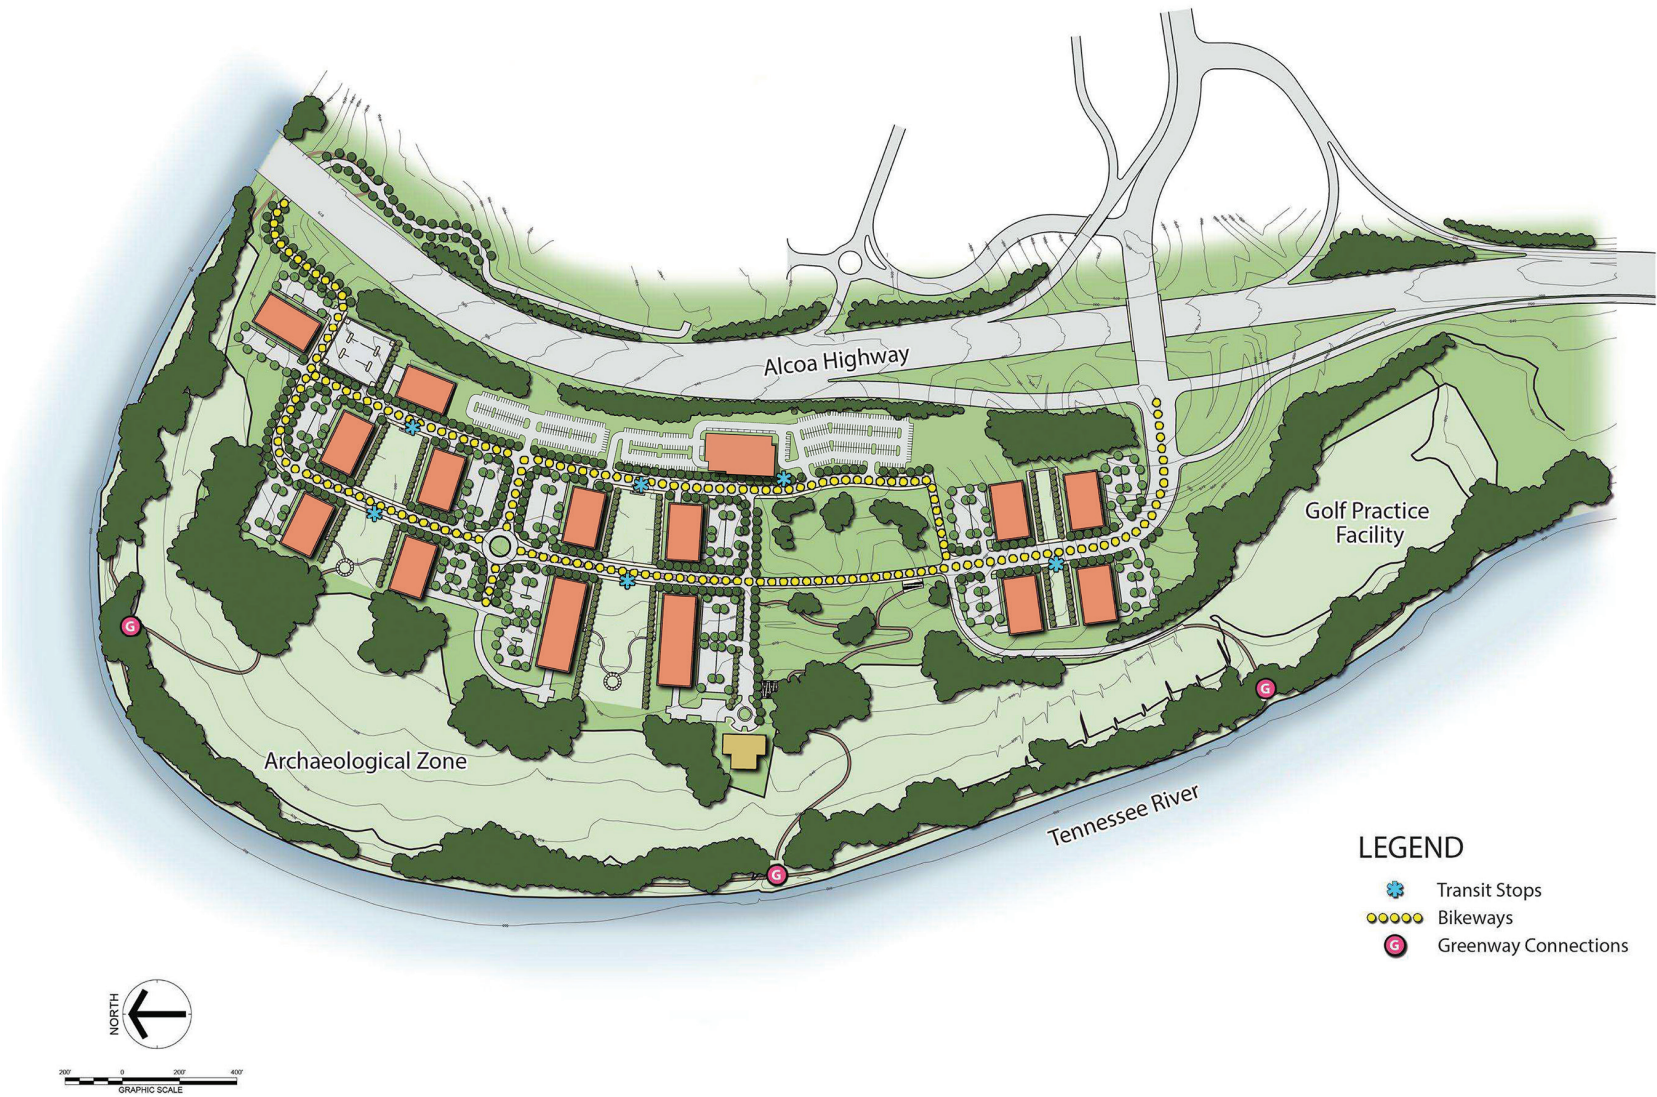 Alcoa Highway
Golf Practice
Facility
Archaeological Zone
Tennessee River
LEGEND
Transit Stops
Bikeways
G Greenway Connections
G
G
G
NORTH
200' 0 200' 400'
GRAPHIC SCALE